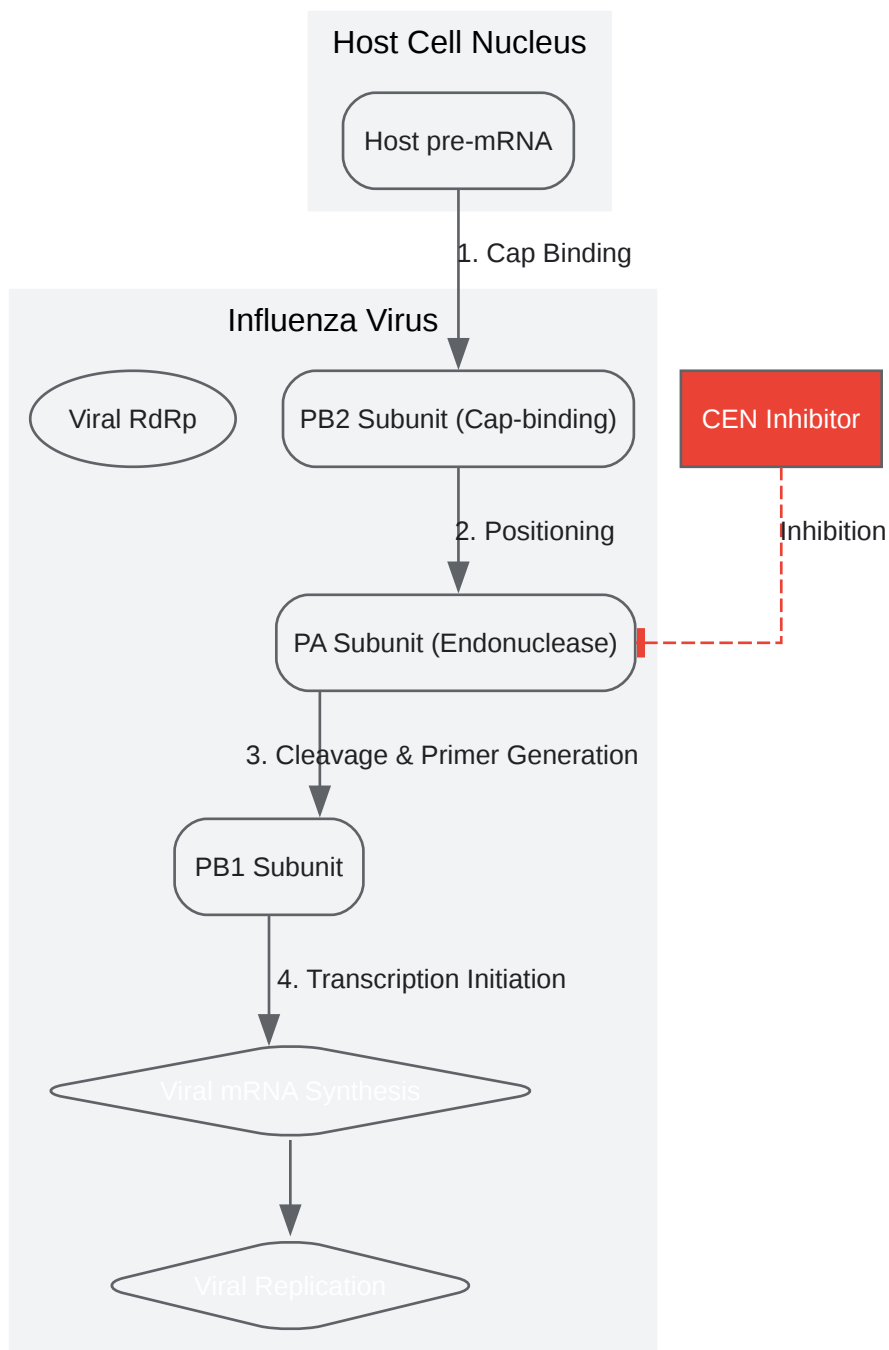 Host Cell Nucleus
Host pre-mRNA
1. Cap Binding
Influenza Virus
Viral RdRp
PB2 Subunit (Cap-binding)
CEN Inhibitor
2. Positioning
Inhibition
PA Subunit (Endonuclease)
3. Cleavage & Primer Generation
PB1 Subunit
4. Transcription Initiation
Viral mRNA Synthesis
Viral Replication